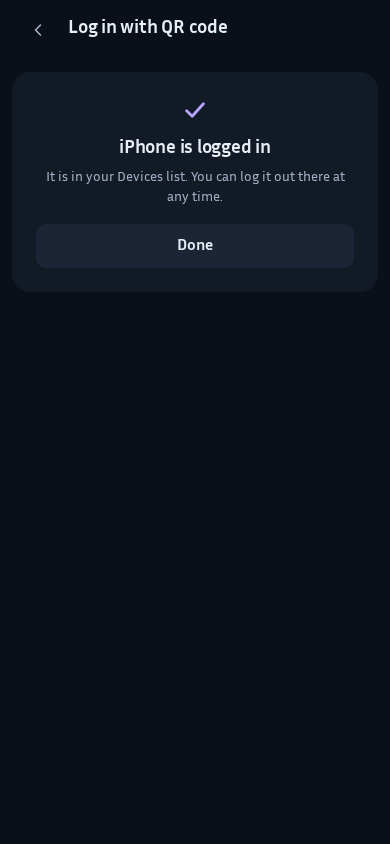 Log in with QR code
iPhone is logged in
It is in your Devices list. You can log it out there at
any time.
Done